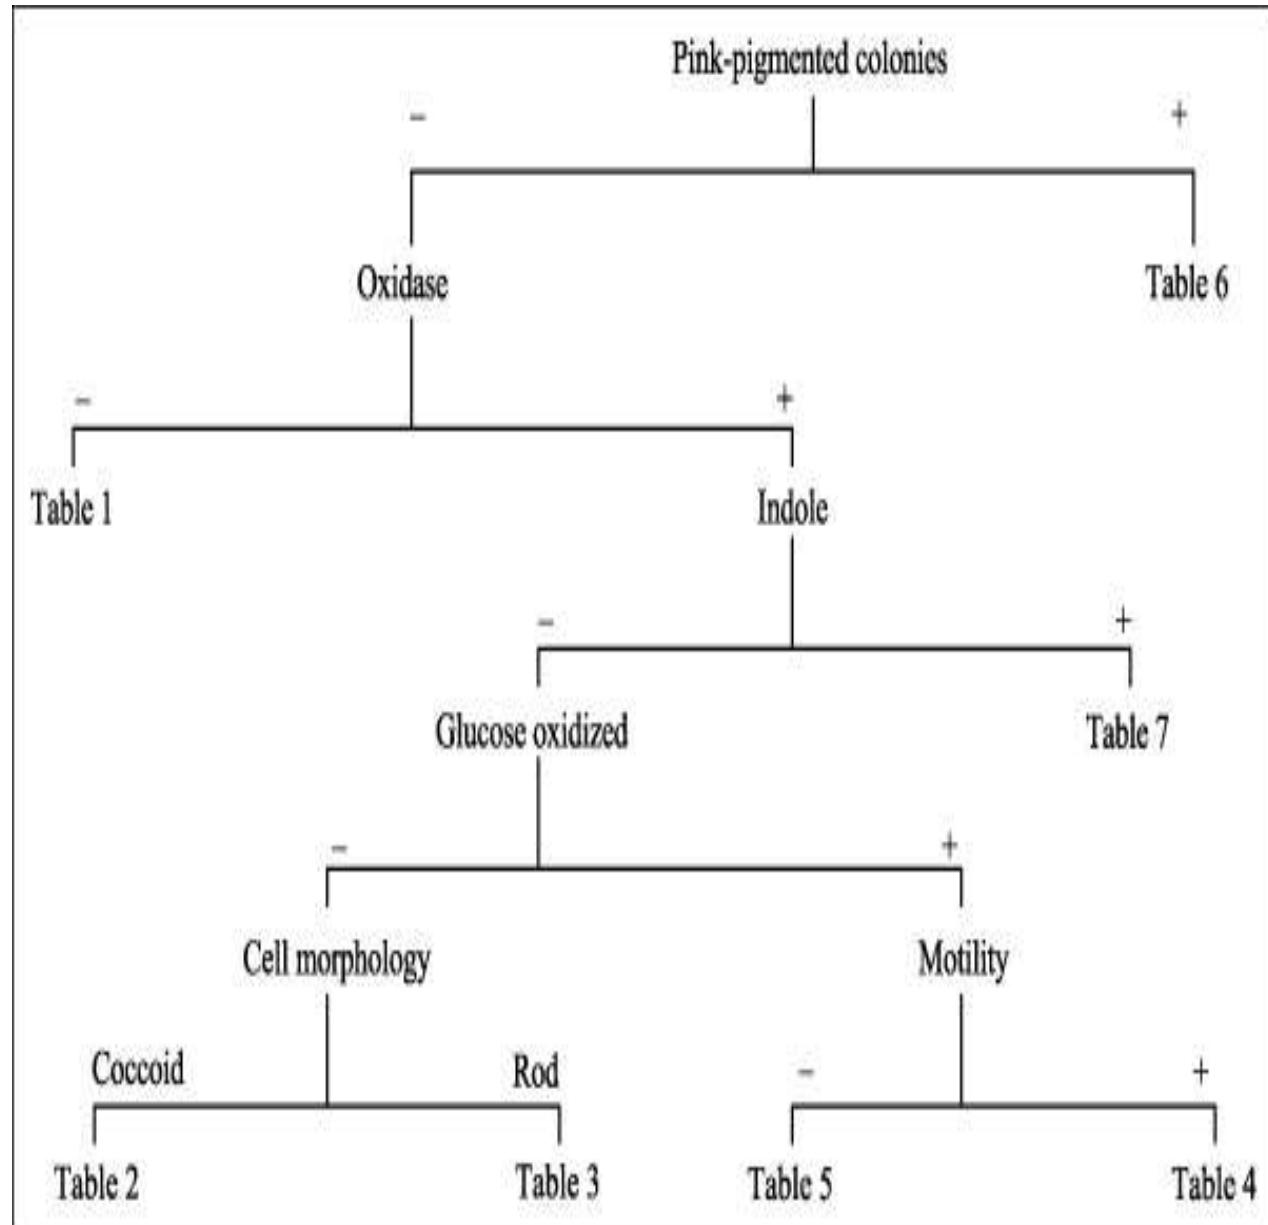 Pink-pigmented colonies
– +
Oxidase
Table 6
– +
Table 1
Indole
– +
Glucose oxidized
Table 7
– +
Cell morphology
Motility
Coccoid
Rod
– +
Table 2
Table 3
Table 5
Table 4